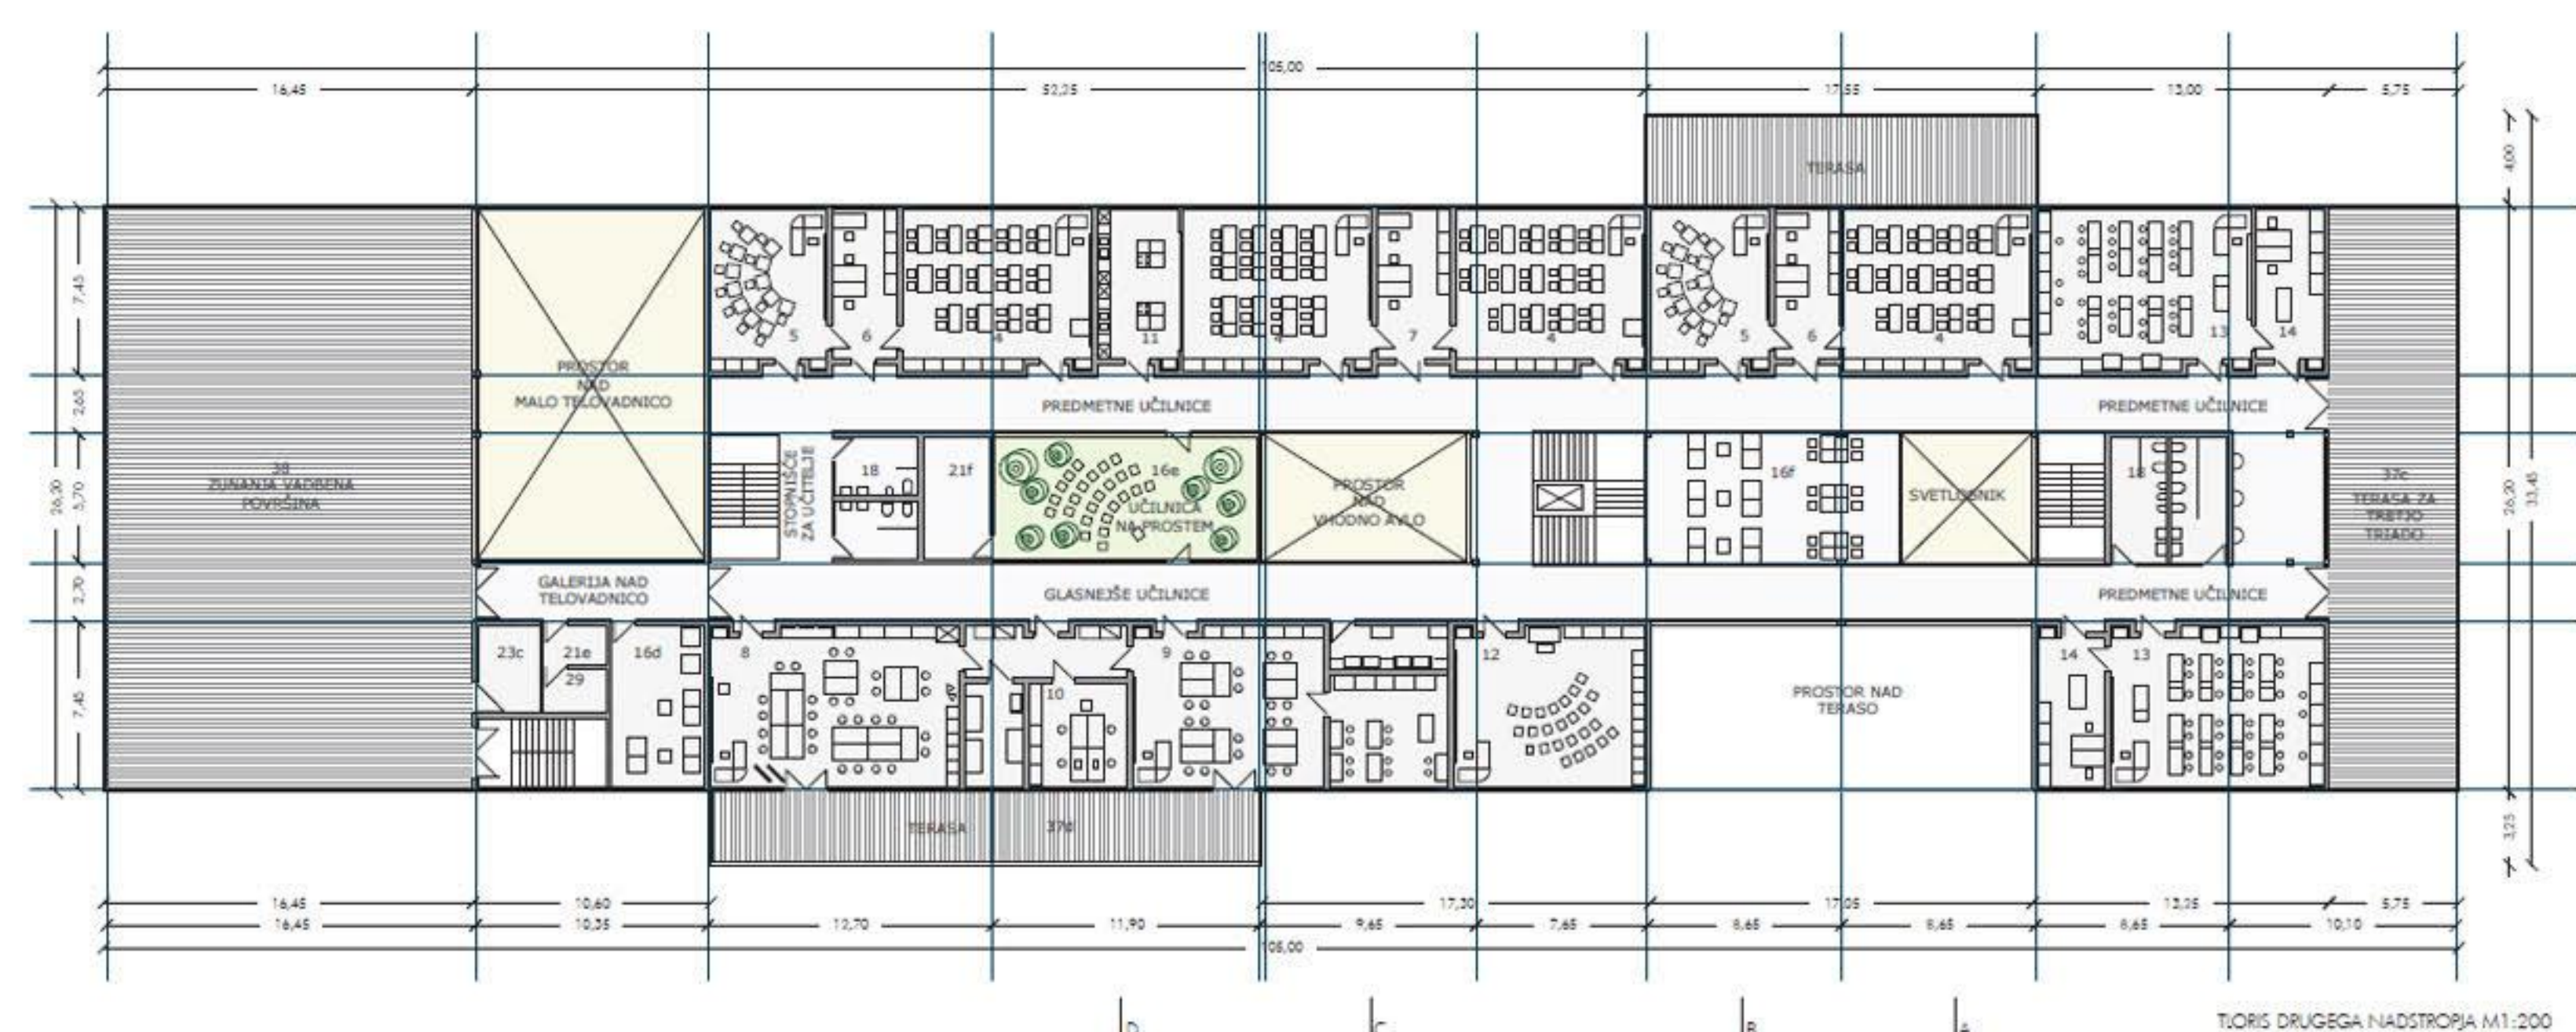 105,00
16,45 52,25 17,55 13,00 5,75
4,00
TERASA
7,45
5 6 4 11 4 7 4 5 6 4 13 14
PROSTOR
NAD
MALO TELOVADNICO
2,65
PREDMETNE UČILNICE
PREDMETNE UČILNICE
38
ZUNANJA VADBENA
POVRŠINA
26,20
5,70
STOPNIŠČE
ZA UČITELJE
18
21f
16e
UČILNICA
NA PROSTEM
PROSTOR
NAD
VHODNO AVLO
16f
SVETLOBNIK
18
37c
TERASA ZA
TRETJO
TRIADO
26,20
33,45
2,70
GALERIJA NAD
TELOVADNICO
GLASNEJŠE UČILNICE
PREDMETNE UČILNICE
7,45
23c
21e
29
16d
8
10
9
12
PROSTOR NAD
TERASO
14
13
TERASA
37d
3,25
16,45 10,60 17,30 17,05 13,25 5,75
16,45 10,35 12,70 11,90 9,65 7,65 8,65 8,65 8,65 10,10
105,00
D C B A
TLORIS DRUGEGA NADSTROPJA M1:200